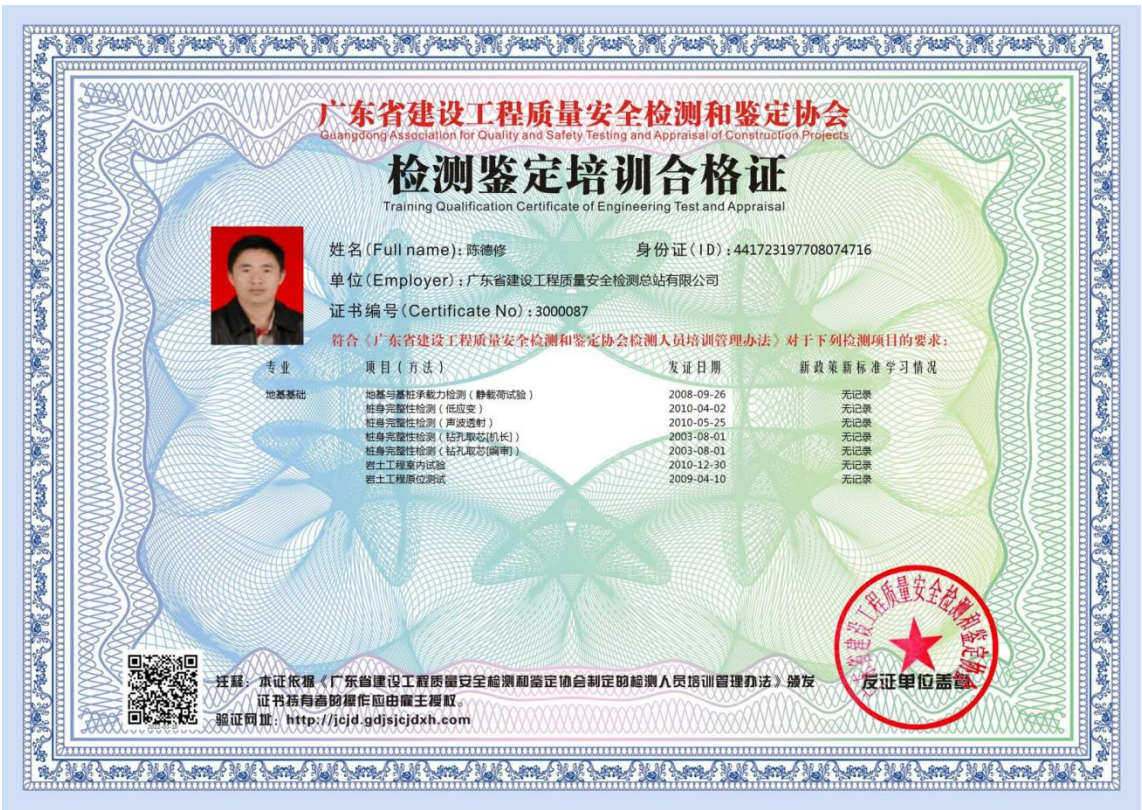 广东省建设工程质量安全检测和鉴定协会
Guangdong Association for Quality and Safety Testing and Appraisal of Construction Projects
检测鉴定培训合格证
Training Qualification Certificate of Engineering Test and Appraisal
姓名(Full name):陈德修 身份证(ID):441723197708074716
单位(Employer):广东省建设工程质量安全检测总站有限公司
证书编号(Certificate No):3000087
符合《广东省建设工程质量安全检测和鉴定协会检测人员培训管理办法》对于下列检测项目的要求:
专业 项目(方法) 发证日期 新政策新标准学习情况
地基基础 地基与基桩承载力检测(静载荷试验) 2008-09-26 无记录
桩身完整性检测(低应变) 2010-04-02 无记录
桩身完整性检测(声波透射) 2010-05-25 无记录
桩身完整性检测(钻孔取芯[机长]) 2003-08-01 无记录
桩身完整性检测(钻孔取芯[编审]) 2003-08-01 无记录
岩土工程室内试验 2010-12-30 无记录
岩土工程原位测试 2009-04-10 无记录
广东省建设工程质量安全检测和鉴定协会
发证单位盖章
注释:本证依据《广东省建设工程质量安全检测和鉴定协会制定的检测人员培训管理办法》颁发
证书持有者的操作应由雇主授权。
验证网址:http://jcjd.gdjsjcjdxh.com